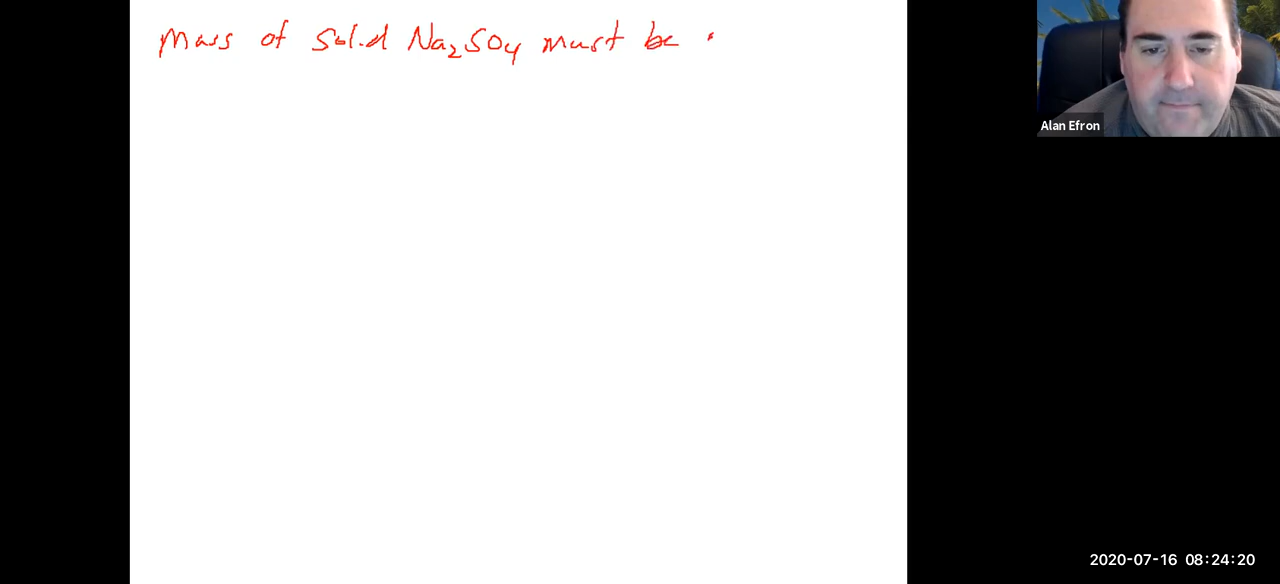 Mass of Solid Na₂SO₄ must be
Alan Efron
2020-07-16 08:24:20